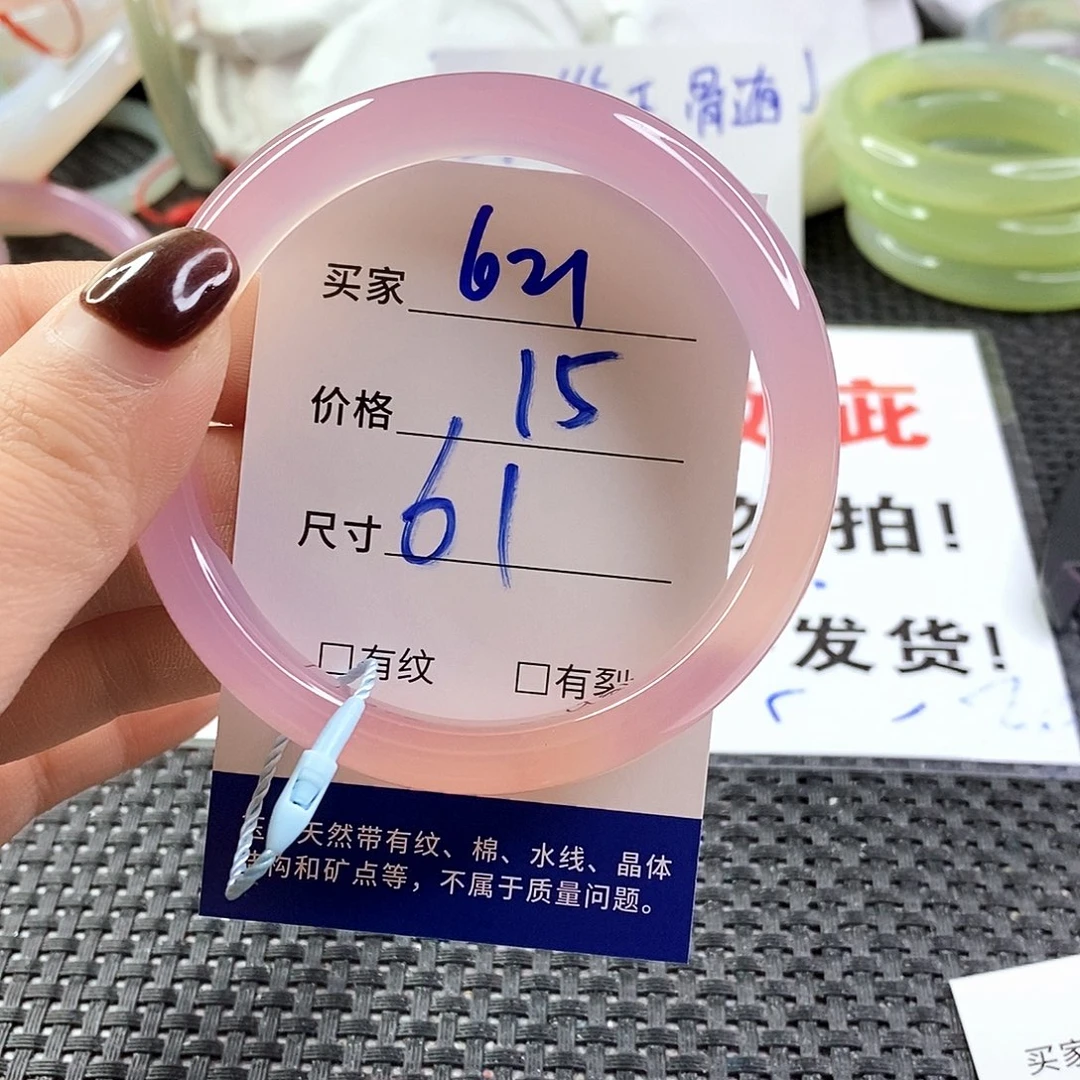 骨
买家 621
价格 15
尺寸 61
□有纹 □有裂
天然带有纹、棉、水线、晶体
构和矿点等，不属于质量问题。
拍！
发货！
买家